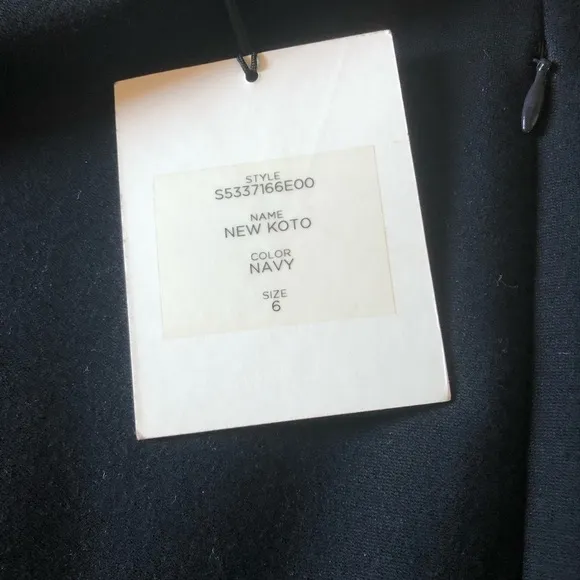 STYLE
S5337166E00
NAME
NEW KOTO
COLOR
NAVY
SIZE
6